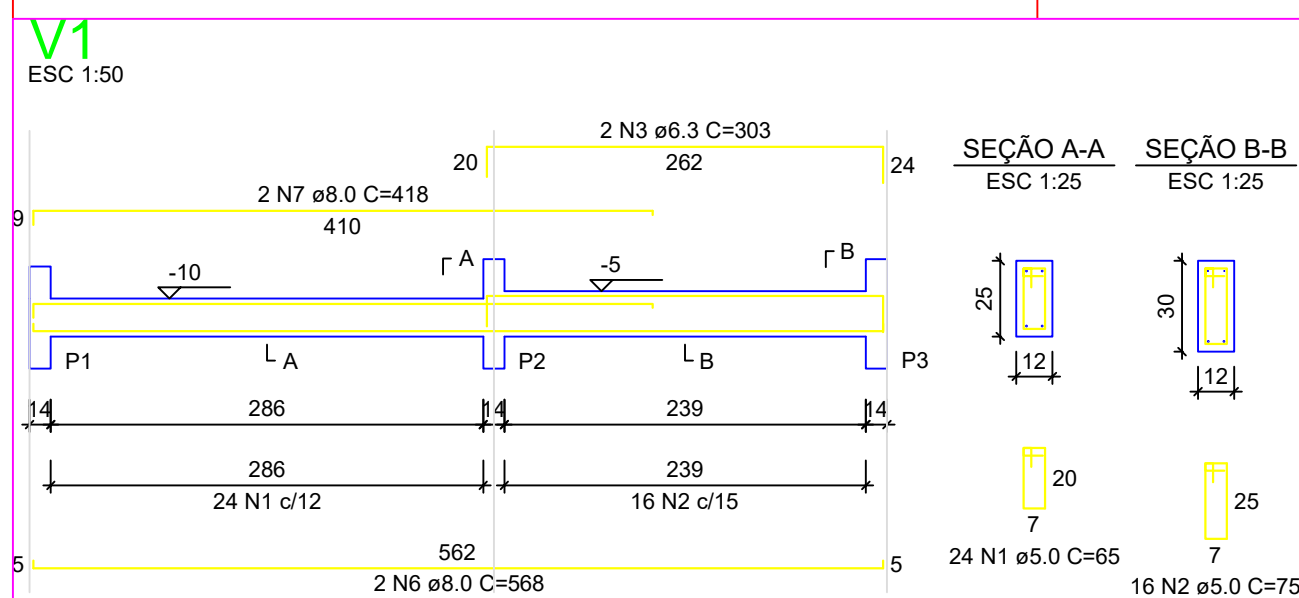 V1
ESC 1:50
2 N3 ø6.3 C=303
20
262
24
2 N7 ø8.0 C=418
9
410
A
B
-10
-5
P1
A
P2
B
P3
14
286
14
239
14
286
24 N1 c/12
239
16 N2 c/15
5
562
5
2 N6 ø8.0 C=568
SEÇÃO A-A
ESC 1:25
25
12
20
7
24 N1 ø5.0 C=65
SEÇÃO B-B
ESC 1:25
30
12
25
7
16 N2 ø5.0 C=75